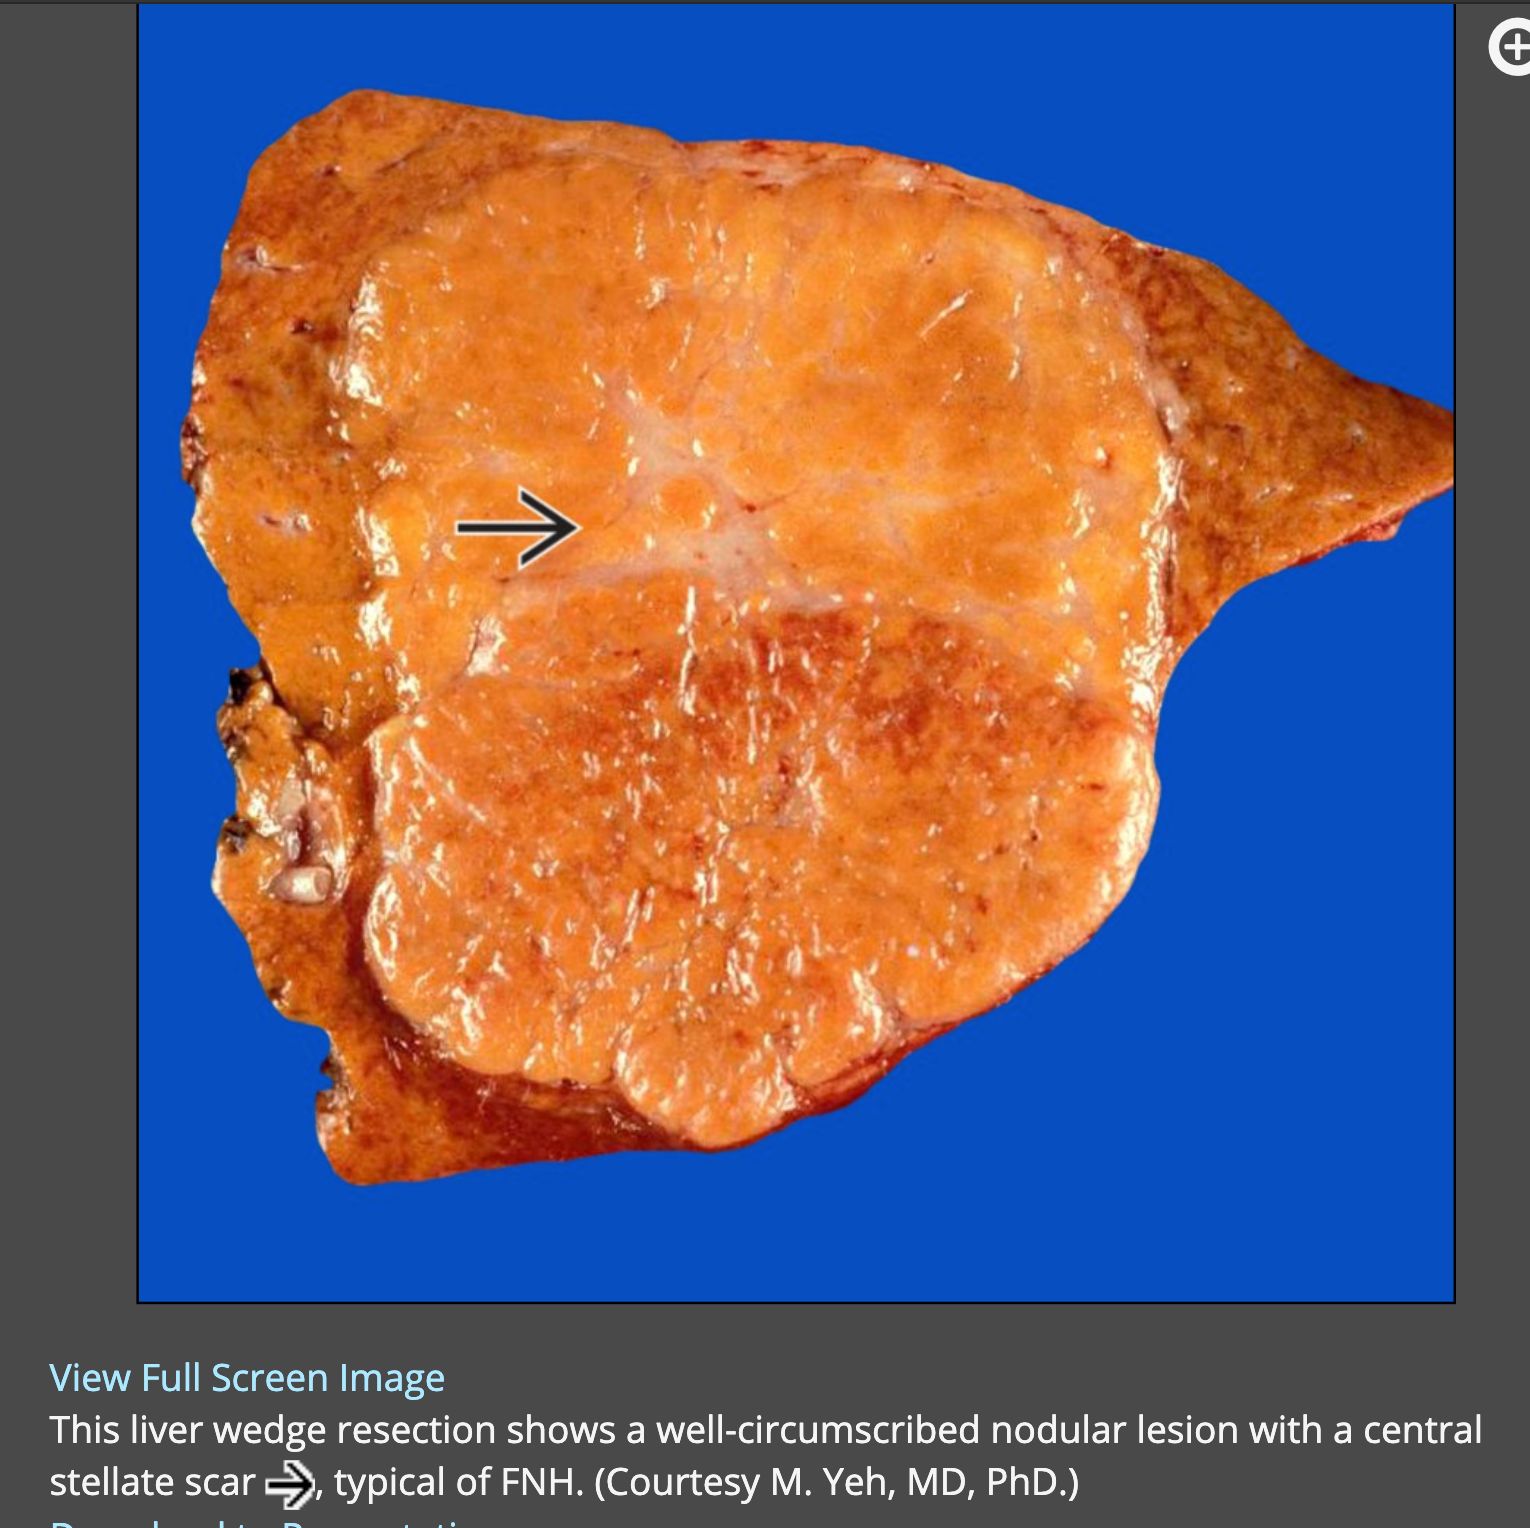 View Full Screen Image
This liver wedge resection shows a well-circumscribed nodular lesion with a central
stellate scar , typical of FNH. (Courtesy M. Yeh, MD, PhD.)